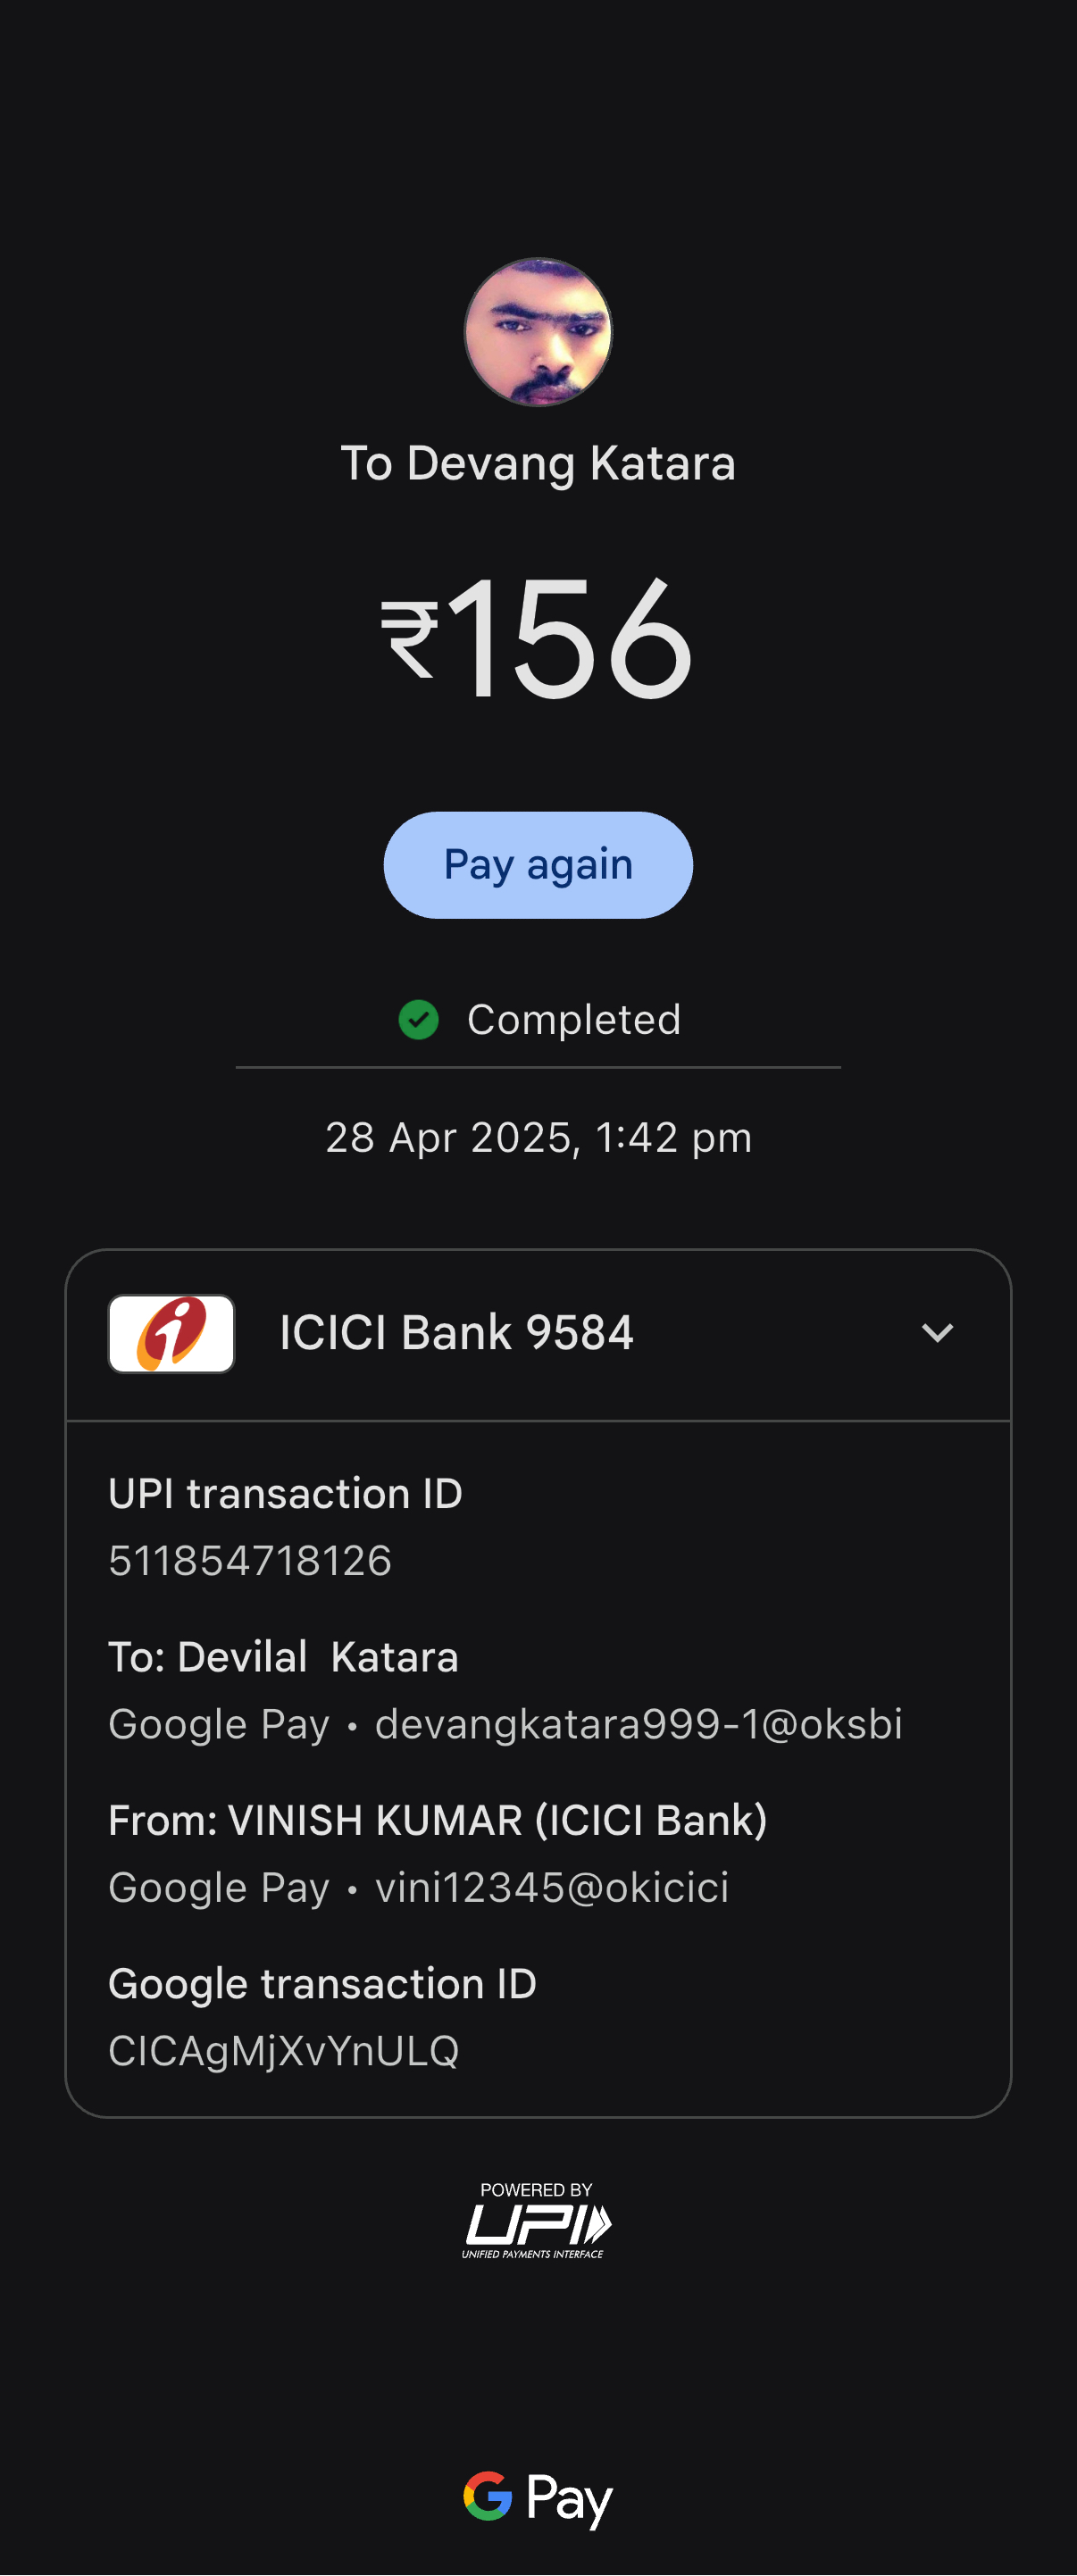 To Devang Katara
₹156
Pay again
Completed
28 Apr 2025, 1:42 pm
ICICI Bank 9584
UPI transaction ID
511854718126
To: Devilal  Katara
Google Pay • devangkatara999-1@oksbi
From: VINISH KUMAR (ICICI Bank)
Google Pay • vini12345@okicici
Google transaction ID
CICAgMjXvYnULQ
POWERED BY
UPI
UNIFIED PAYMENTS INTERFACE
G Pay